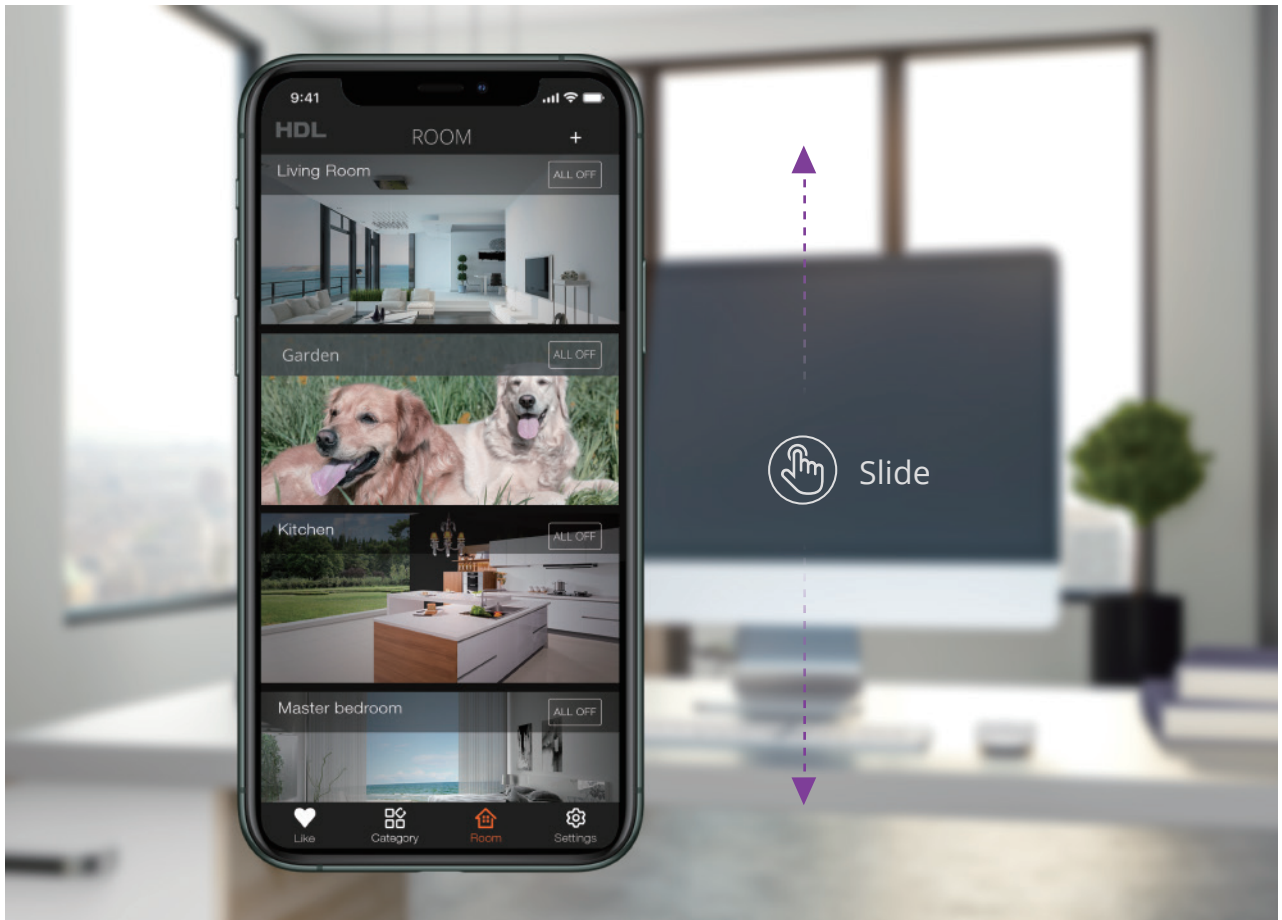 9:41
HDL
ROOM
+
Living Room
ALL OFF
Garden
ALL OFF
Kitchen
ALL OFF
Master bedroom
ALL OFF
Like
Category
Room
Settings
Slide